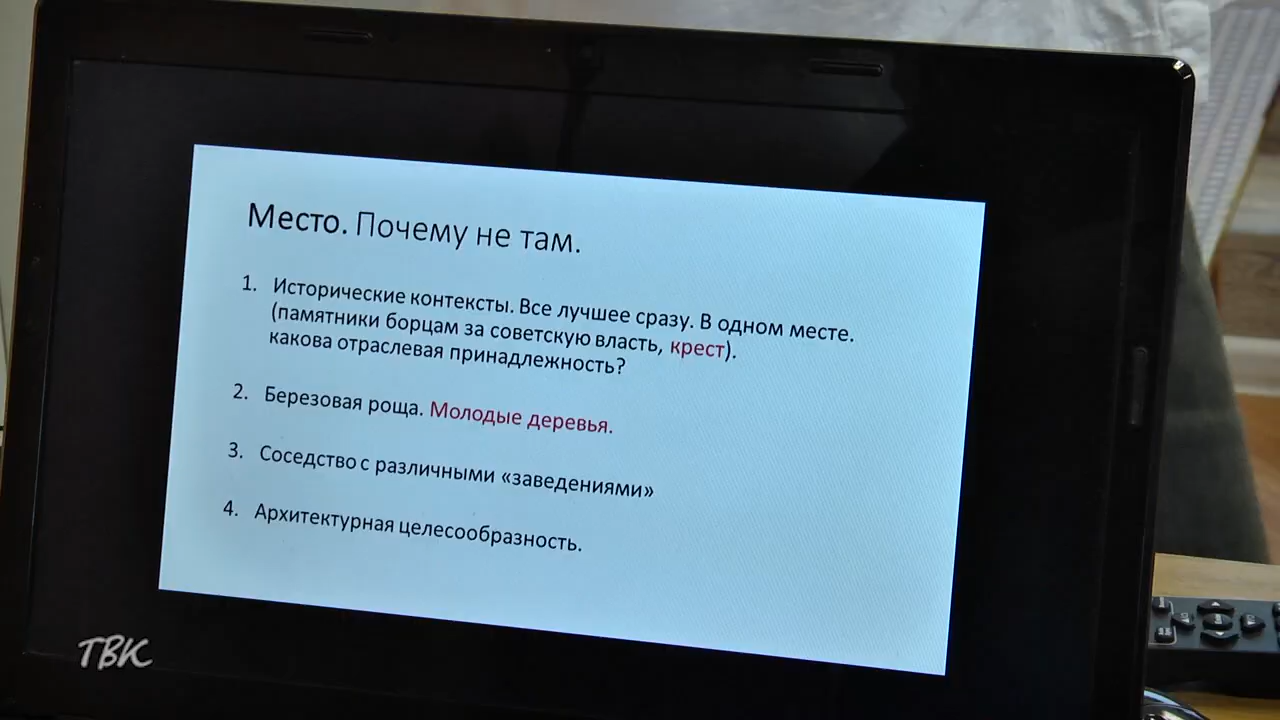 Место. Почему не там.
1. Исторические контексты. Все лучшее сразу. В одном месте.
(памятники борцам за советскую власть, крест).
какова отраслевая принадлежность?
2. Березовая роща. Молодые деревья.
3. Соседство с различными «заведениями»
4. Архитектурная целесообразность.
ТВК